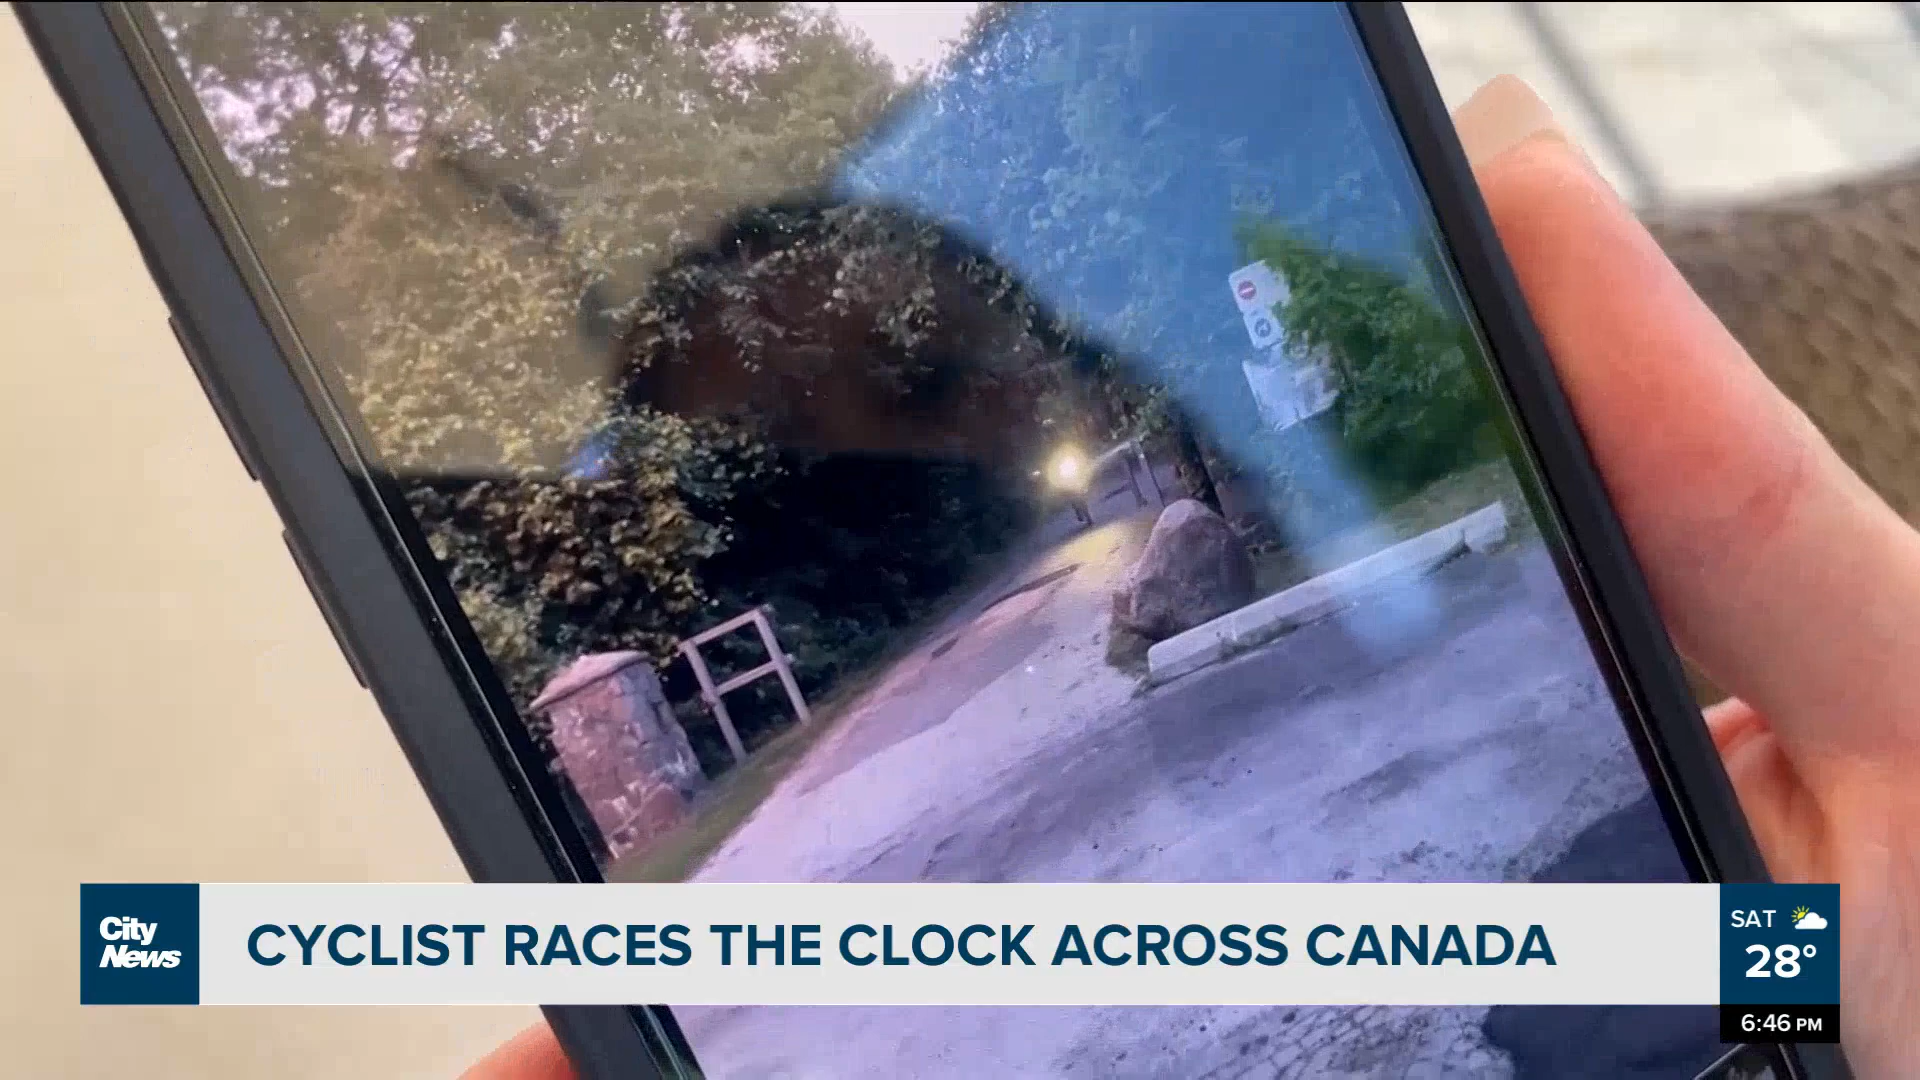 City
News
CYCLIST RACES THE CLOCK ACROSS CANADA
SAT
28°
6:46 PM